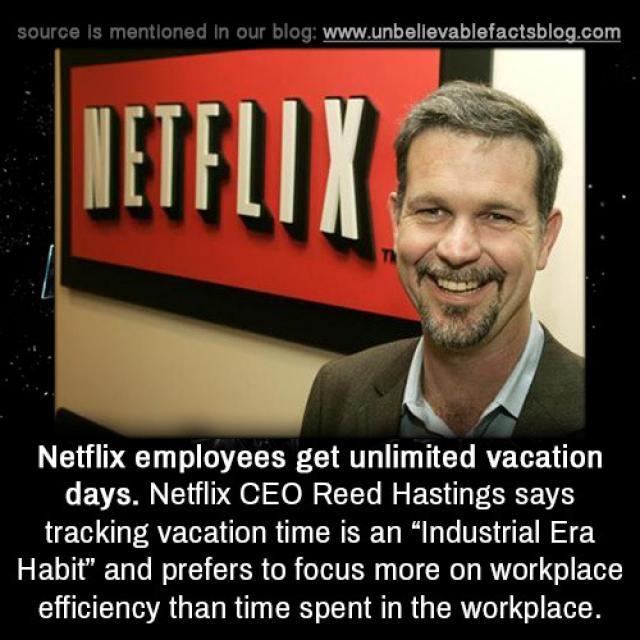 source is mentioned in our blog: www.unbelievablefactsblog.com
NETFLIX
TM
Netflix employees get unlimited vacation
days. Netflix CEO Reed Hastings says
tracking vacation time is an “Industrial Era
Habit” and prefers to focus more on workplace
efficiency than time spent in the workplace.